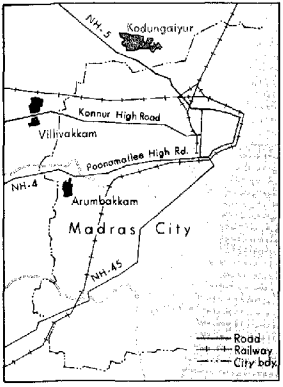 Kodungaiyur
NH-5
Konnur High Road
Villivakkam
Poonamallee High Rd.
NH-4
Arumbakkam
Madras City
NH-45
Road
Railway
City bdy.